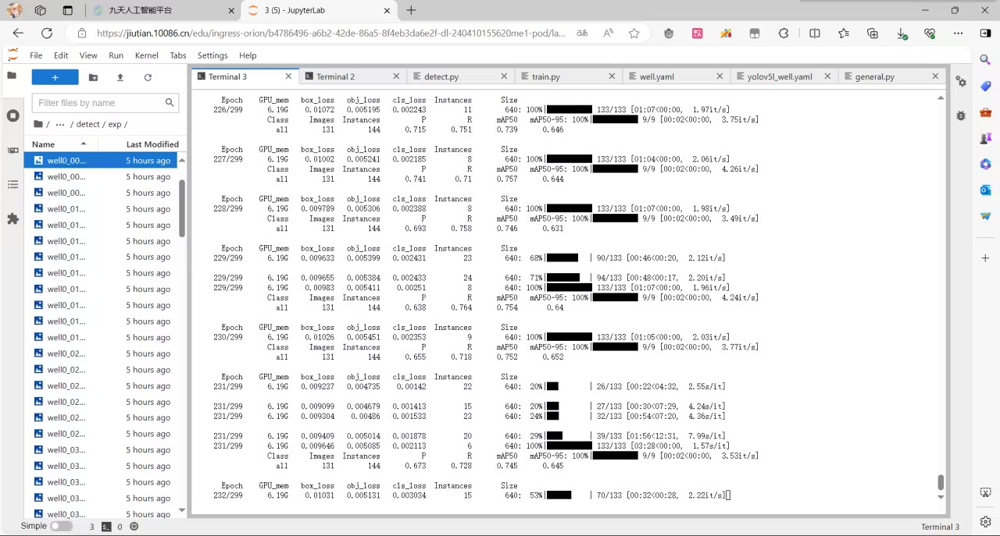 九天人工智能平台
3 (5) - JupyterLab
https://jiutian.10086.cn/edu/ingress-orion/b4786496-a6b2-42de-86a5-8f4eb3da6e2f-dl-240410155620me1-pod/la...
File Edit View Run Kernel Tabs Settings Help
Terminal 3
Terminal 2
detect.py
train.py
well.yaml
yolov5l_well.yaml
general.py
Filter files by name
/ ... / detect / exp /
Name Last Modified
well0_00... 5 hours ago
well0_00... 5 hours ago
well0_00... 5 hours ago
well0_01... 5 hours ago
well0_01... 5 hours ago
well0_01... 5 hours ago
well0_01... 5 hours ago
well0_01... 5 hours ago
well0_01... 5 hours ago
well0_01... 5 hours ago
well0_01... 5 hours ago
well0_01... 5 hours ago
well0_02... 5 hours ago
well0_02... 5 hours ago
well0_02... 5 hours ago
well0_02... 5 hours ago
well0_02... 5 hours ago
well0_02... 5 hours ago
well0_03... 5 hours ago
well0_03... 5 hours ago
well0_03... 5 hours ago
well0_03... 5 hours ago
well0_03... 5 hours ago
Epoch GPU_mem box_loss obj_loss cls_loss Instances Size
226/299 6.19G 0.01072 0.005195 0.002243 11 640: 100%| 133/133 [01:07<00:00, 1.97it/s]
Class Images Instances P R mAP50 mAP50-95: 100%| 9/9 [00:02<00:00, 3.75it/s]
all 131 144 0.715 0.751 0.739 0.646
Epoch GPU_mem box_loss obj_loss cls_loss Instances Size
227/299 6.19G 0.01002 0.005241 0.002185 8 640: 100%| 133/133 [01:04<00:00, 2.06it/s]
Class Images Instances P R mAP50 mAP50-95: 100%| 9/9 [00:02<00:00, 4.26it/s]
all 131 144 0.741 0.71 0.757 0.644
Epoch GPU_mem box_loss obj_loss cls_loss Instances Size
228/299 6.19G 0.009789 0.005306 0.002388 8 640: 100%| 133/133 [01:07<00:00, 1.98it/s]
Class Images Instances P R mAP50 mAP50-95: 100%| 9/9 [00:02<00:00, 3.49it/s]
all 131 144 0.693 0.758 0.746 0.631
Epoch GPU_mem box_loss obj_loss cls_loss Instances Size
229/299 6.19G 0.009633 0.005399 0.002431 23 640: 68%| | 90/133 [00:46<00:20, 2.12it/s]
229/299 6.19G 0.009655 0.005384 0.002433 24 640: 71%| | 94/133 [00:48<00:17, 2.20it/s]
229/299 6.19G 0.00983 0.005411 0.00251 8 640: 100%| 133/133 [01:07<00:00, 1.96it/s]
Class Images Instances P R mAP50 mAP50-95: 100%| 9/9 [00:02<00:00, 4.24it/s]
all 131 144 0.638 0.764 0.754 0.64
Epoch GPU_mem box_loss obj_loss cls_loss Instances Size
230/299 6.19G 0.01026 0.005451 0.002353 9 640: 100%| 133/133 [01:05<00:00, 2.03it/s]
Class Images Instances P R mAP50 mAP50-95: 100%| 9/9 [00:02<00:00, 3.77it/s]
all 131 144 0.655 0.718 0.752 0.652
Epoch GPU_mem box_loss obj_loss cls_loss Instances Size
231/299 6.19G 0.009237 0.004735 0.00142 22 640: 20%| | 26/133 [00:22<04:32, 2.55s/it]
231/299 6.19G 0.009099 0.004679 0.001413 15 640: 20%| | 27/133 [00:30<07:29, 4.24s/it]
231/299 6.19G 0.009304 0.00486 0.001533 23 640: 24%| | 32/133 [00:54<07:20, 4.36s/it]
231/299 6.19G 0.009409 0.005014 0.001878 20 640: 29%| | 39/133 [01:56<12:31, 7.99s/it]
231/299 6.19G 0.009646 0.005085 0.002113 6 640: 100%| 133/133 [03:28<00:00, 1.57s/it]
Class Images Instances P R mAP50 mAP50-95: 100%| 9/9 [00:02<00:00, 3.53it/s]
all 131 144 0.673 0.728 0.745 0.645
Epoch GPU_mem box_loss obj_loss cls_loss Instances Size
232/299 6.19G 0.01031 0.005131 0.003034 15 640: 53%| | 70/133 [00:32<00:28, 2.22it/s]
Simple 3 0 Terminal 3